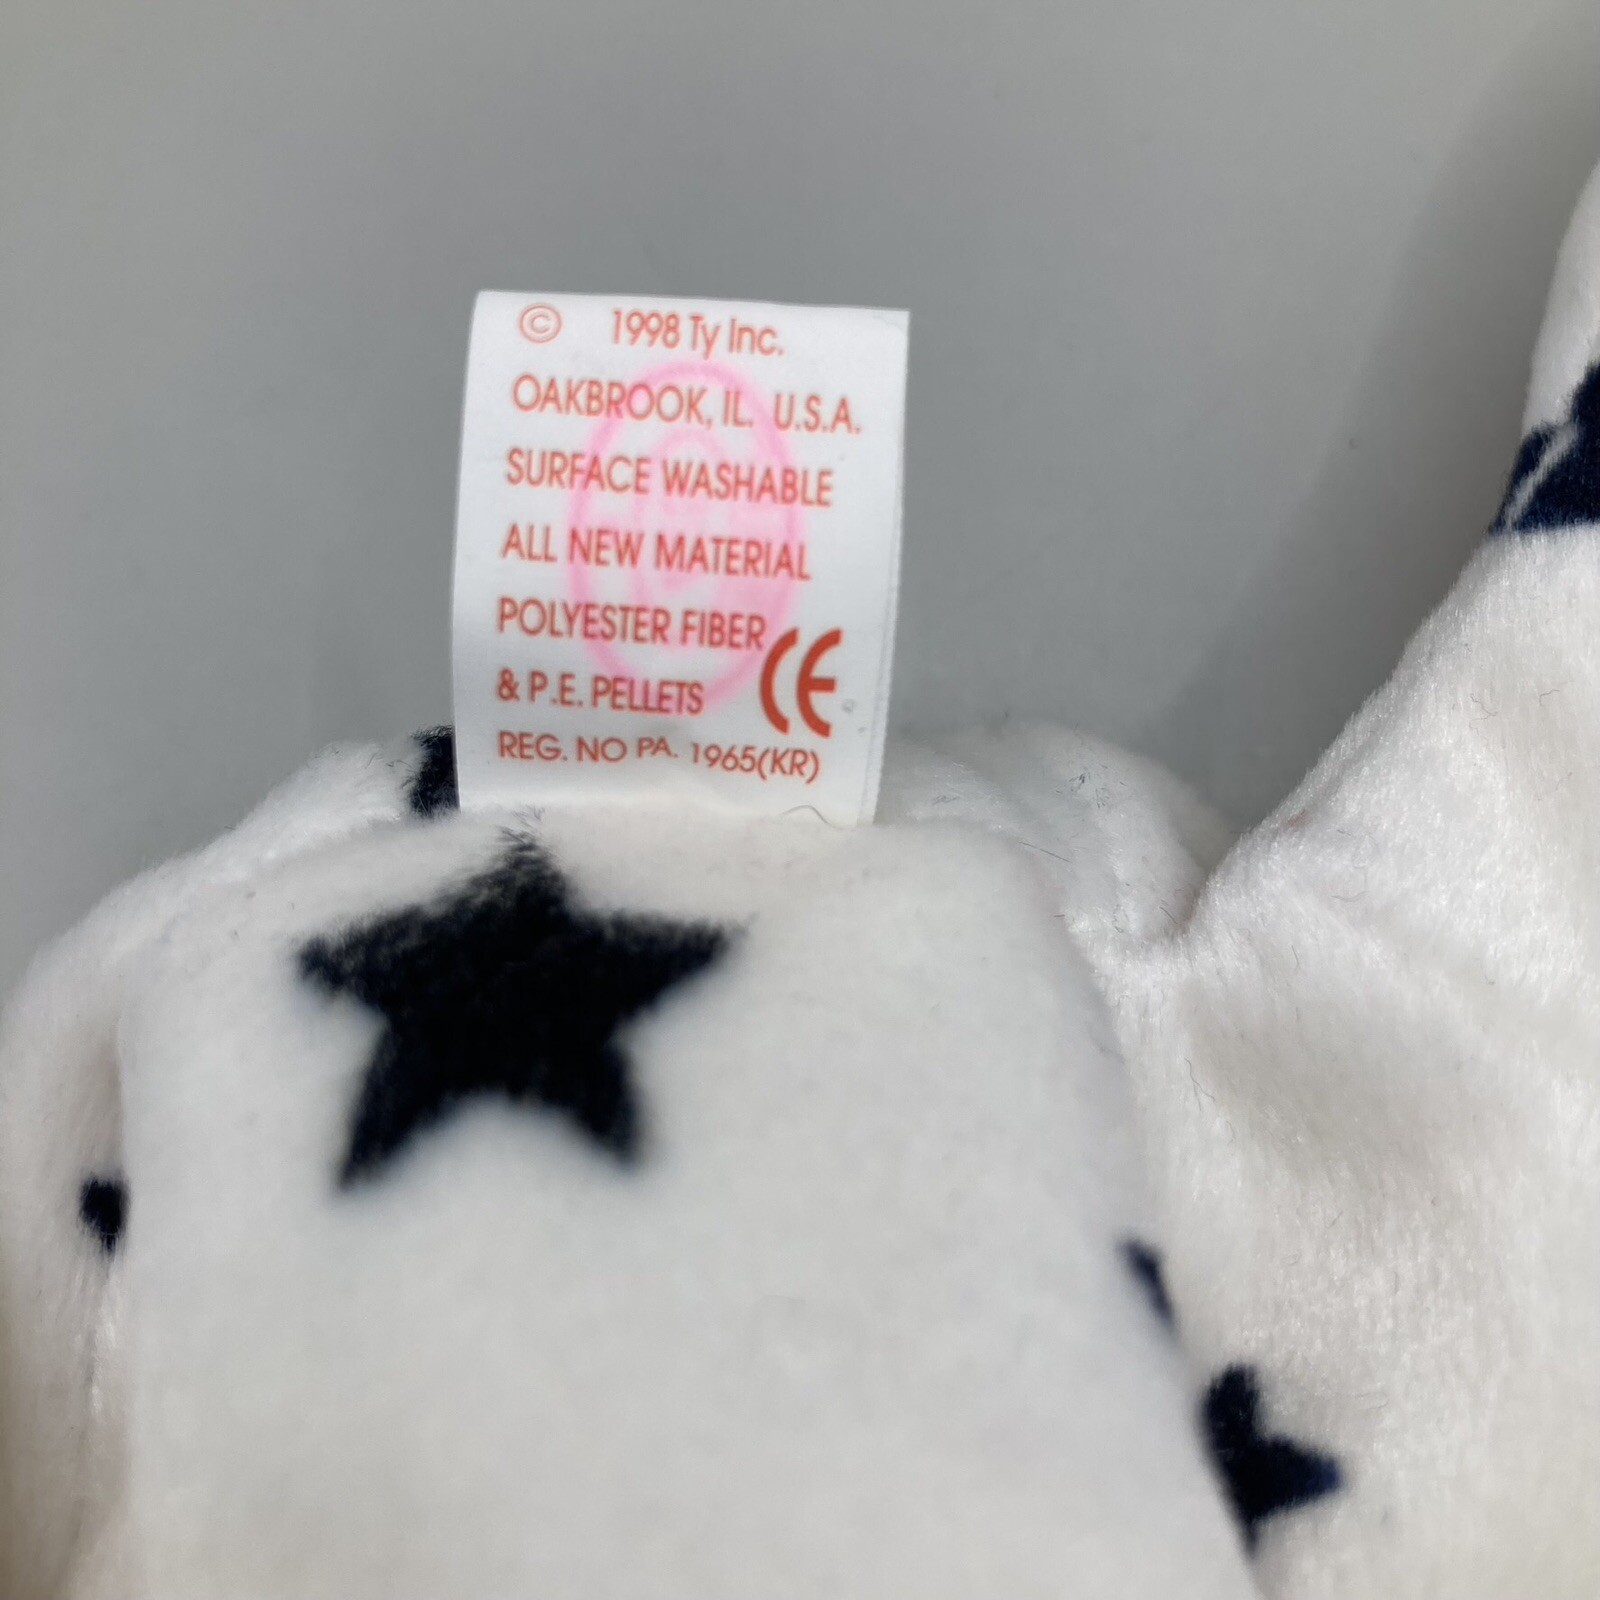 © 1998 Ty Inc.
OAKBROOK, IL. U.S.A.
SURFACE WASHABLE
ALL NEW MATERIAL
POLYESTER FIBER
& P.E. PELLETS CE
REG. NO PA. 1965(KR)